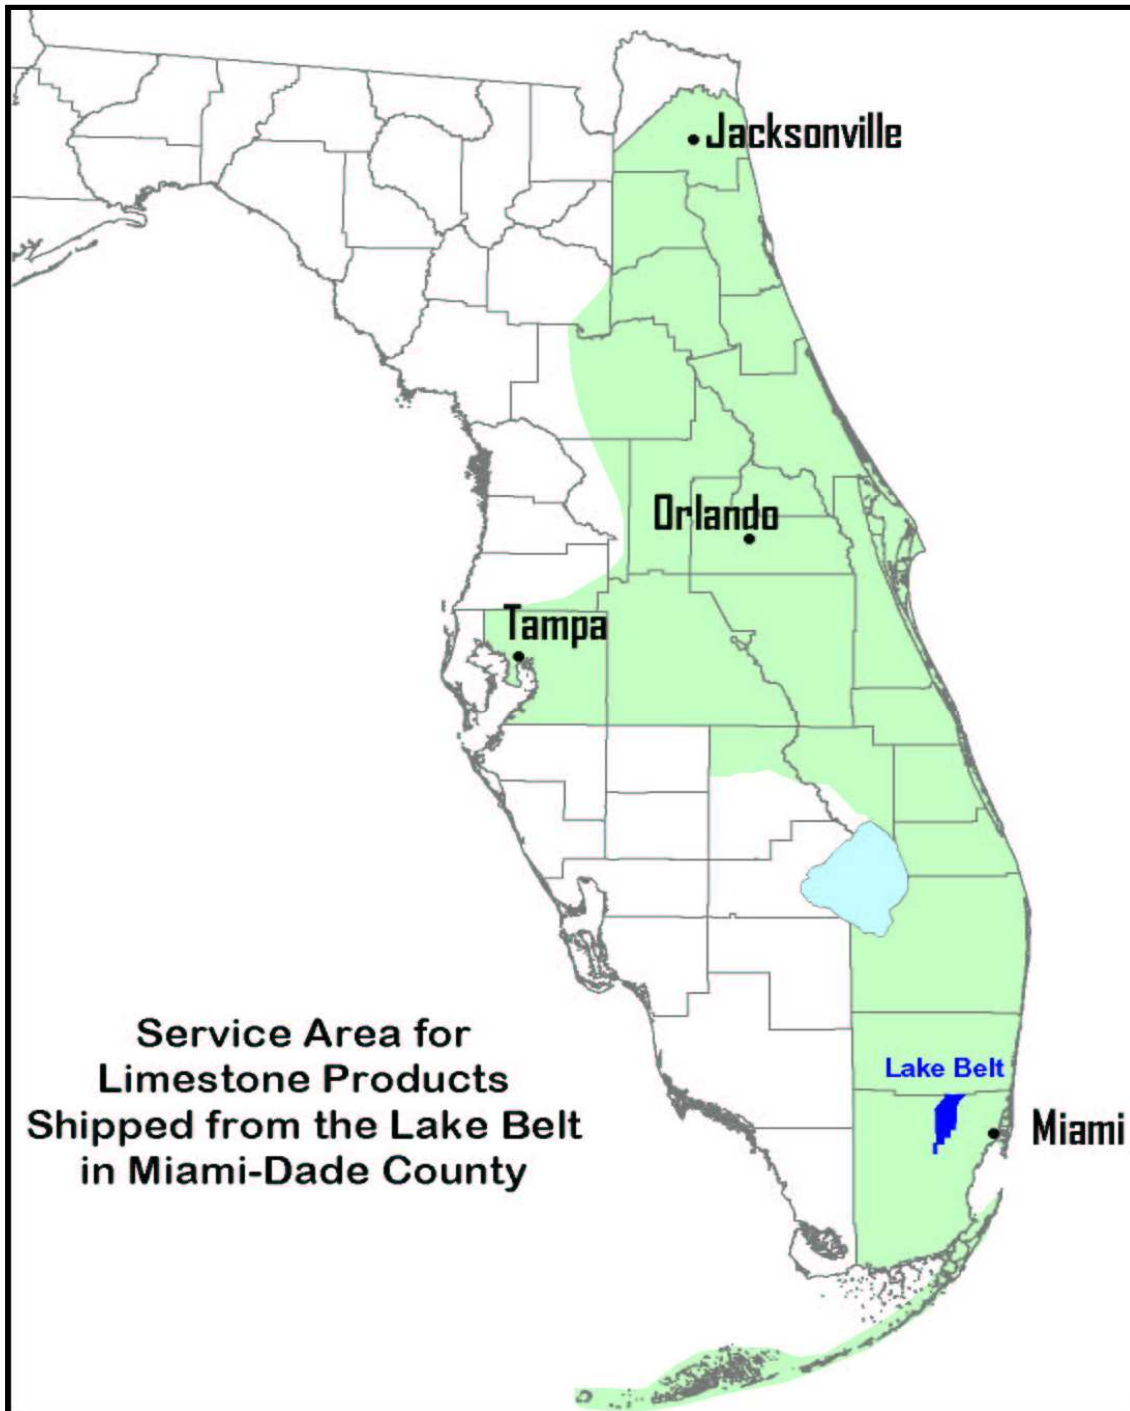 Jacksonville
Orlando
Tampa
Service Area for
Limestone Products
Shipped from the Lake Belt
in Miami-Dade County
Lake Belt
Miami